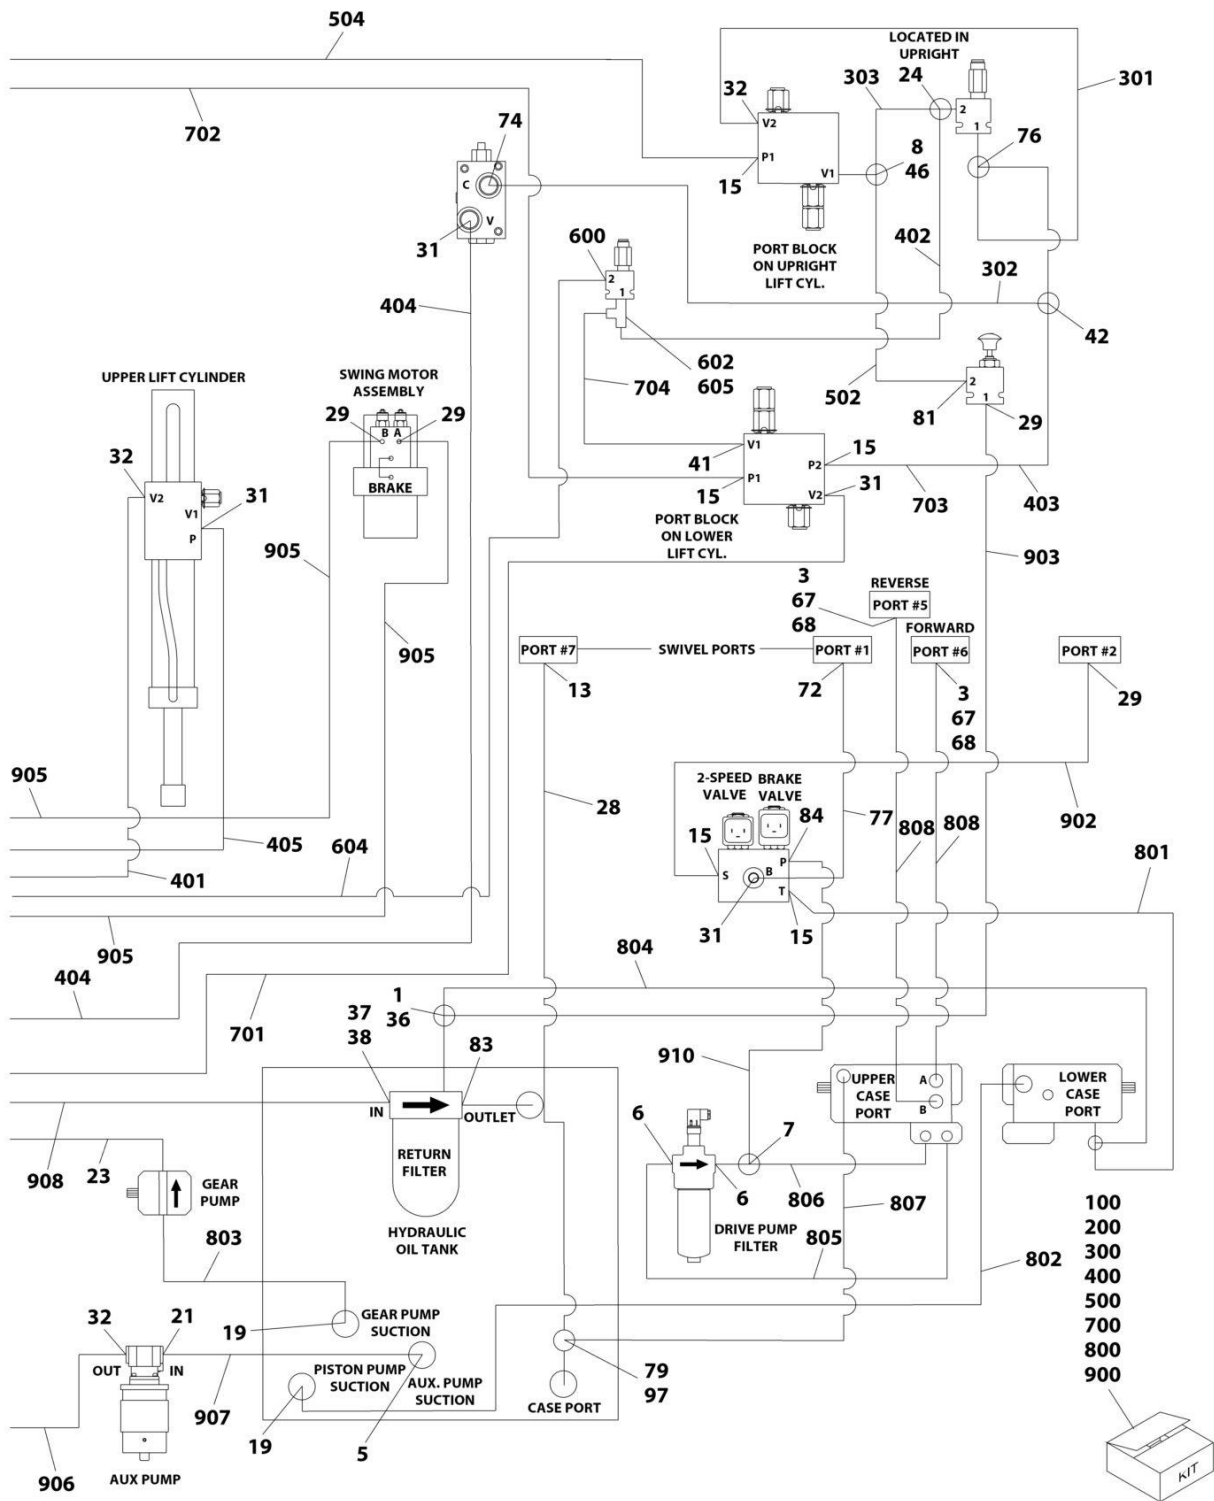 504
LOCATED IN
UPRIGHT
24
303
301
32
2
1
V2
702
74
76
8
46
P1
V1
15
C
V
31
600
402
PORT BLOCK
ON UPRIGHT
LIFT CYL.
302
2
1
404
42
602
605
UPPER LIFT CYLINDER
SWING MOTOR
ASSEMBLY
704
502
2
1
81
29
29
29
B A
32
V1
15
41
P2
V2
31
BRAKE
P1
15
31
V2
703
403
V1
P
PORT BLOCK
ON LOWER
LIFT CYL.
905
903
3
67
68
REVERSE
PORT #5
FORWARD
905
PORT #7
SWIVEL PORTS
PORT #1
PORT #6
PORT #2
13
72
3
67
68
29
905
2-SPEED
VALVE
BRAKE
VALVE
28
84
77
902
405
604
15
808
808
801
P
401
S
B
T
905
31
15
804
404
1
36
37
38
701
83
910
UPPER
CASE
PORT
A
B
LOWER
CASE
PORT
IN
OUTLET
6
7
908
23
RETURN
FILTER
GEAR
PUMP
6
806
807
100
200
300
400
500
700
800
900
HYDRAULIC
OIL TANK
DRIVE PUMP
FILTER
805
803
802
32
21
19
GEAR PUMP
SUCTION
OUT
IN
PISTON PUMP
SUCTION
AUX. PUMP
SUCTION
79
97
CASE PORT
907
19
5
906
AUX PUMP
KIT